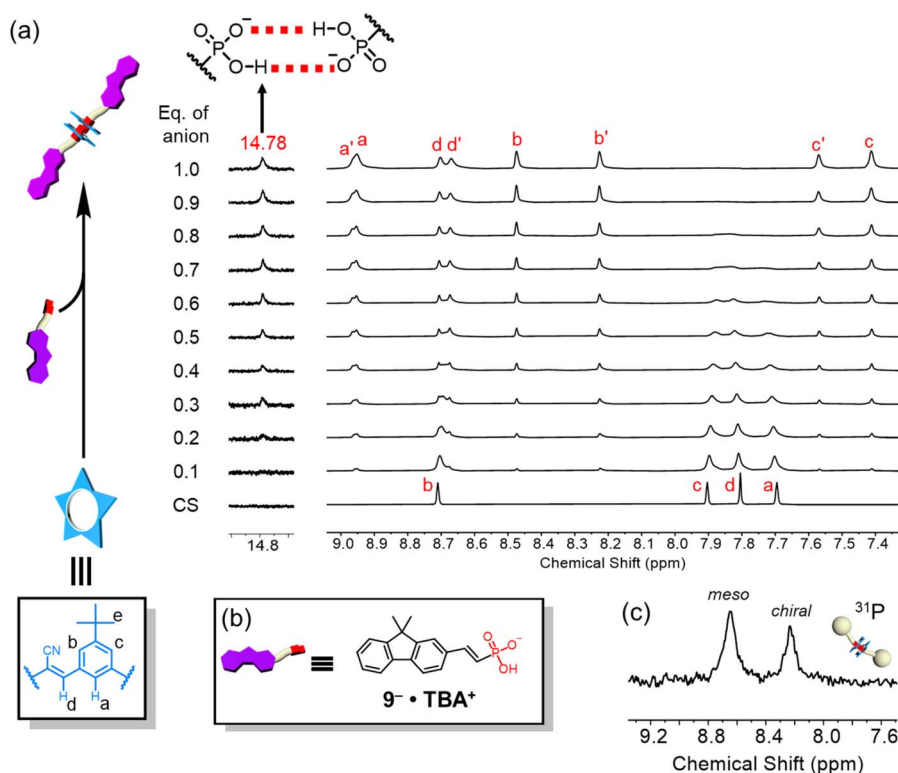 (a)
O⁻
HO
P
P
O
O
O–H
⁻O
O
Eq. of
anion
14.78
a' a d d' b b' c' c
1.0
0.9
0.8
0.7
0.6
0.5
0.4
0.3
0.2
0.1
CS
b c d a
14.8
9.0 8.9 8.8 8.7 8.6 8.5 8.4 8.3 8.2 8.1 8.0 7.9 7.8 7.7 7.6 7.5 7.4
Chemical Shift (ppm)
e
CN
b c
H H
d a
(b)
O
P O⁻
OH
9⁻ • TBA⁺
(c)
meso
chiral
³¹P
9.2 8.8 8.4 8.0 7.6
Chemical Shift (ppm)